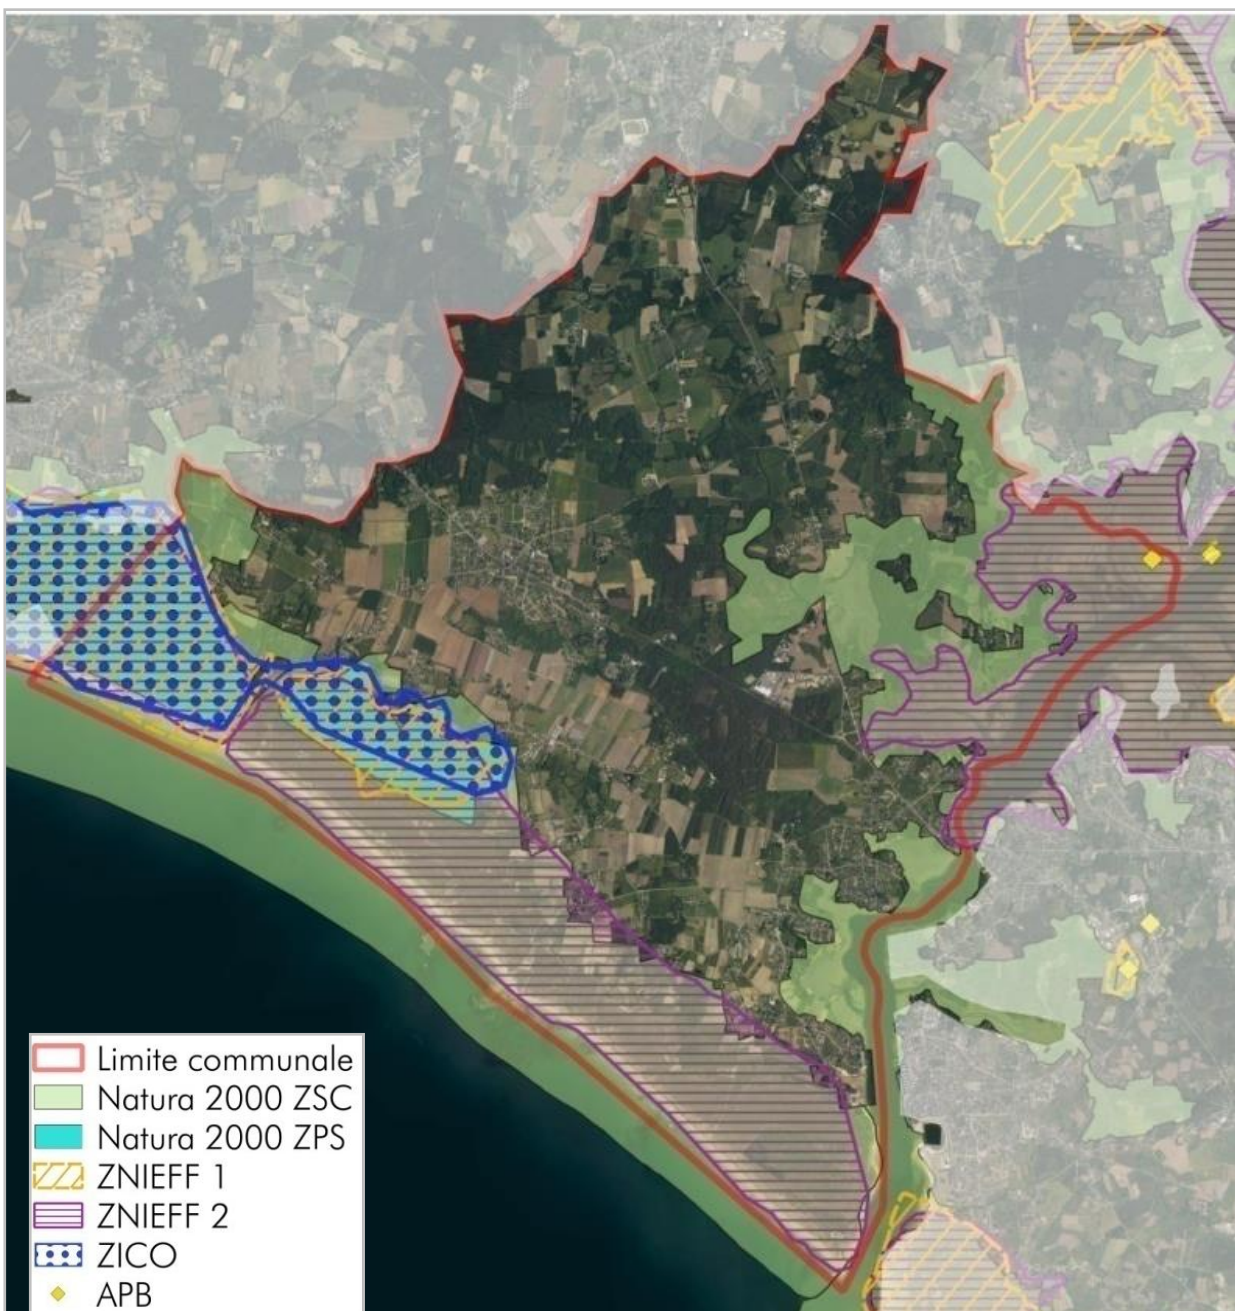 Limite communale
Natura 2000 ZSC
Natura 2000 ZPS
ZNIEFF 1
ZNIEFF 2
ZICO
APB